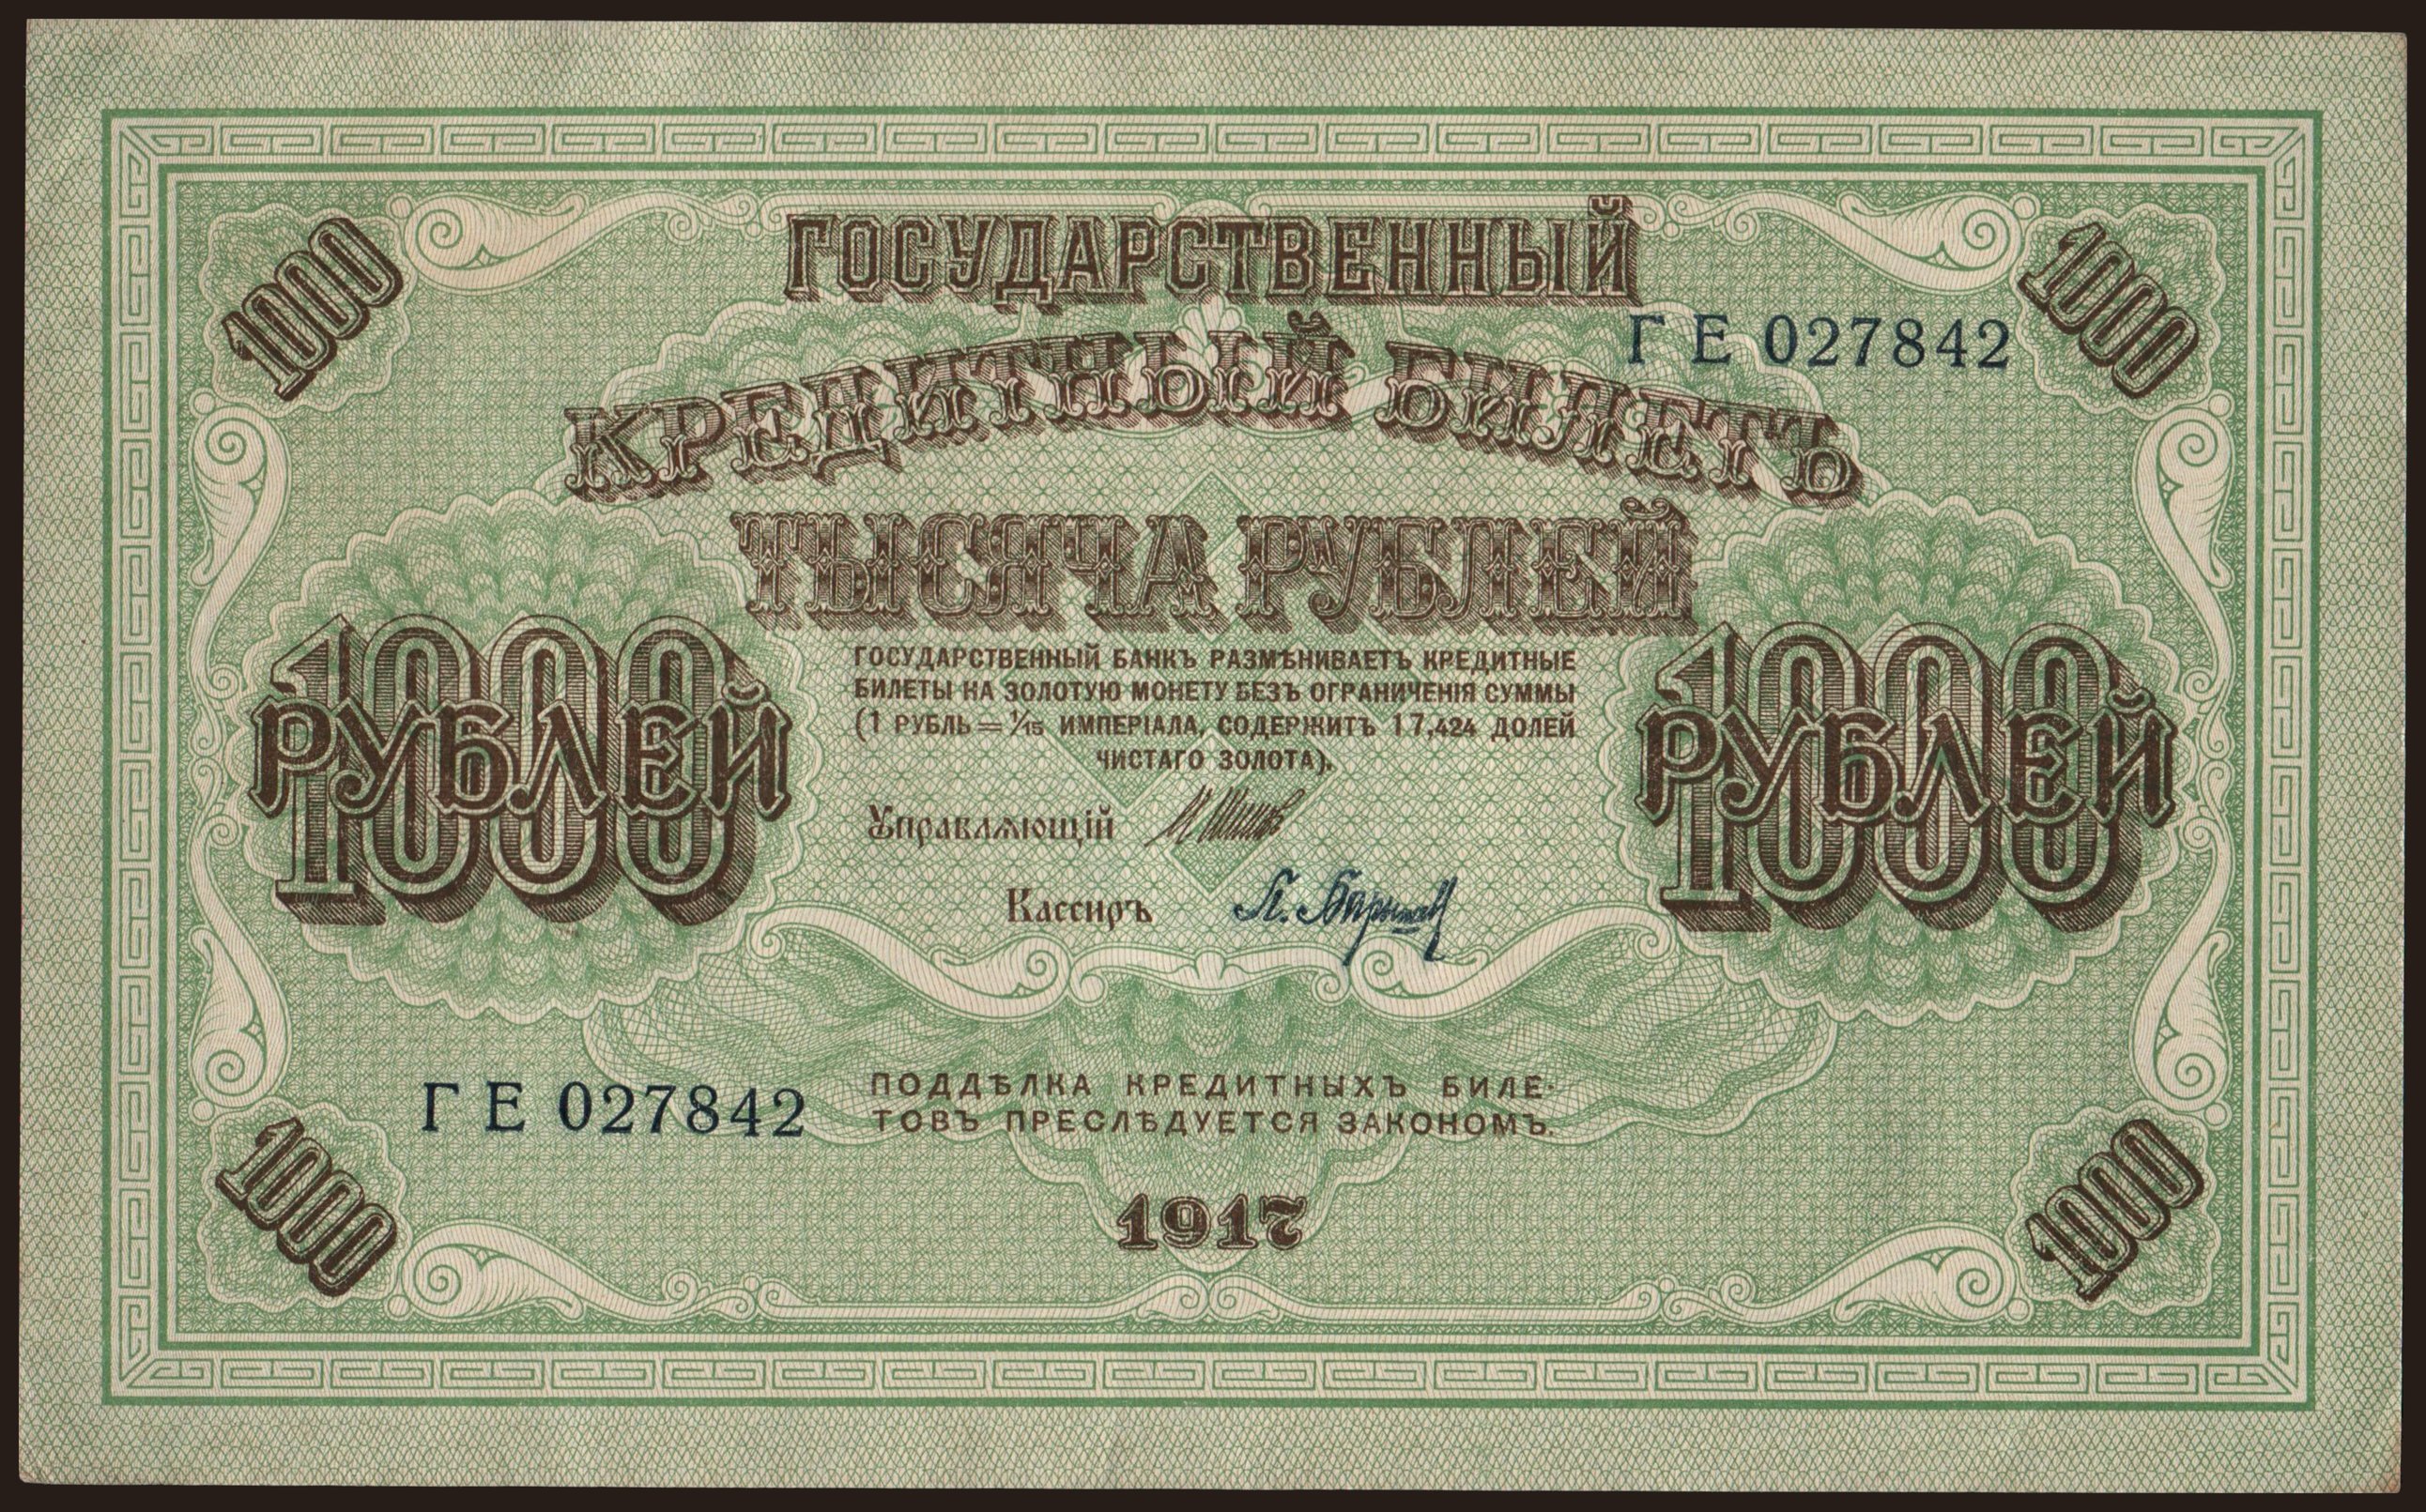 1000
ГОСУДАРСТВЕННЫЙ
1000
ГЕ 027842
КРЕДИТНЫЙ БИЛЕТЪ
ТЫСЯЧА РУБЛЕЙ
1000
РУБЛЕЙ
ГОСУДАРСТВЕННЫЙ БАНКЪ РАЗМѢНИВАЕТЪ КРЕДИТНЫЕ
БИЛЕТЫ НА ЗОЛОТУЮ МОНЕТУ БЕЗЪ ОГРАНИЧЕНІЯ СУММЫ
(1 РУБЛЬ = 1/15 ИМПЕРІАЛА, СОДЕРЖИТЪ 17,424 ДОЛЕЙ
ЧИСТАГО ЗОЛОТА).
1000
РУБЛЕЙ
Управляющій
Кассиръ
ГЕ 027842
ПОДДѢЛКА КРЕДИТНЫХЪ БИЛЕ-
ТОВЪ ПРЕСЛѢДУЕТСЯ ЗАКОНОМЪ.
1000
1917
1000